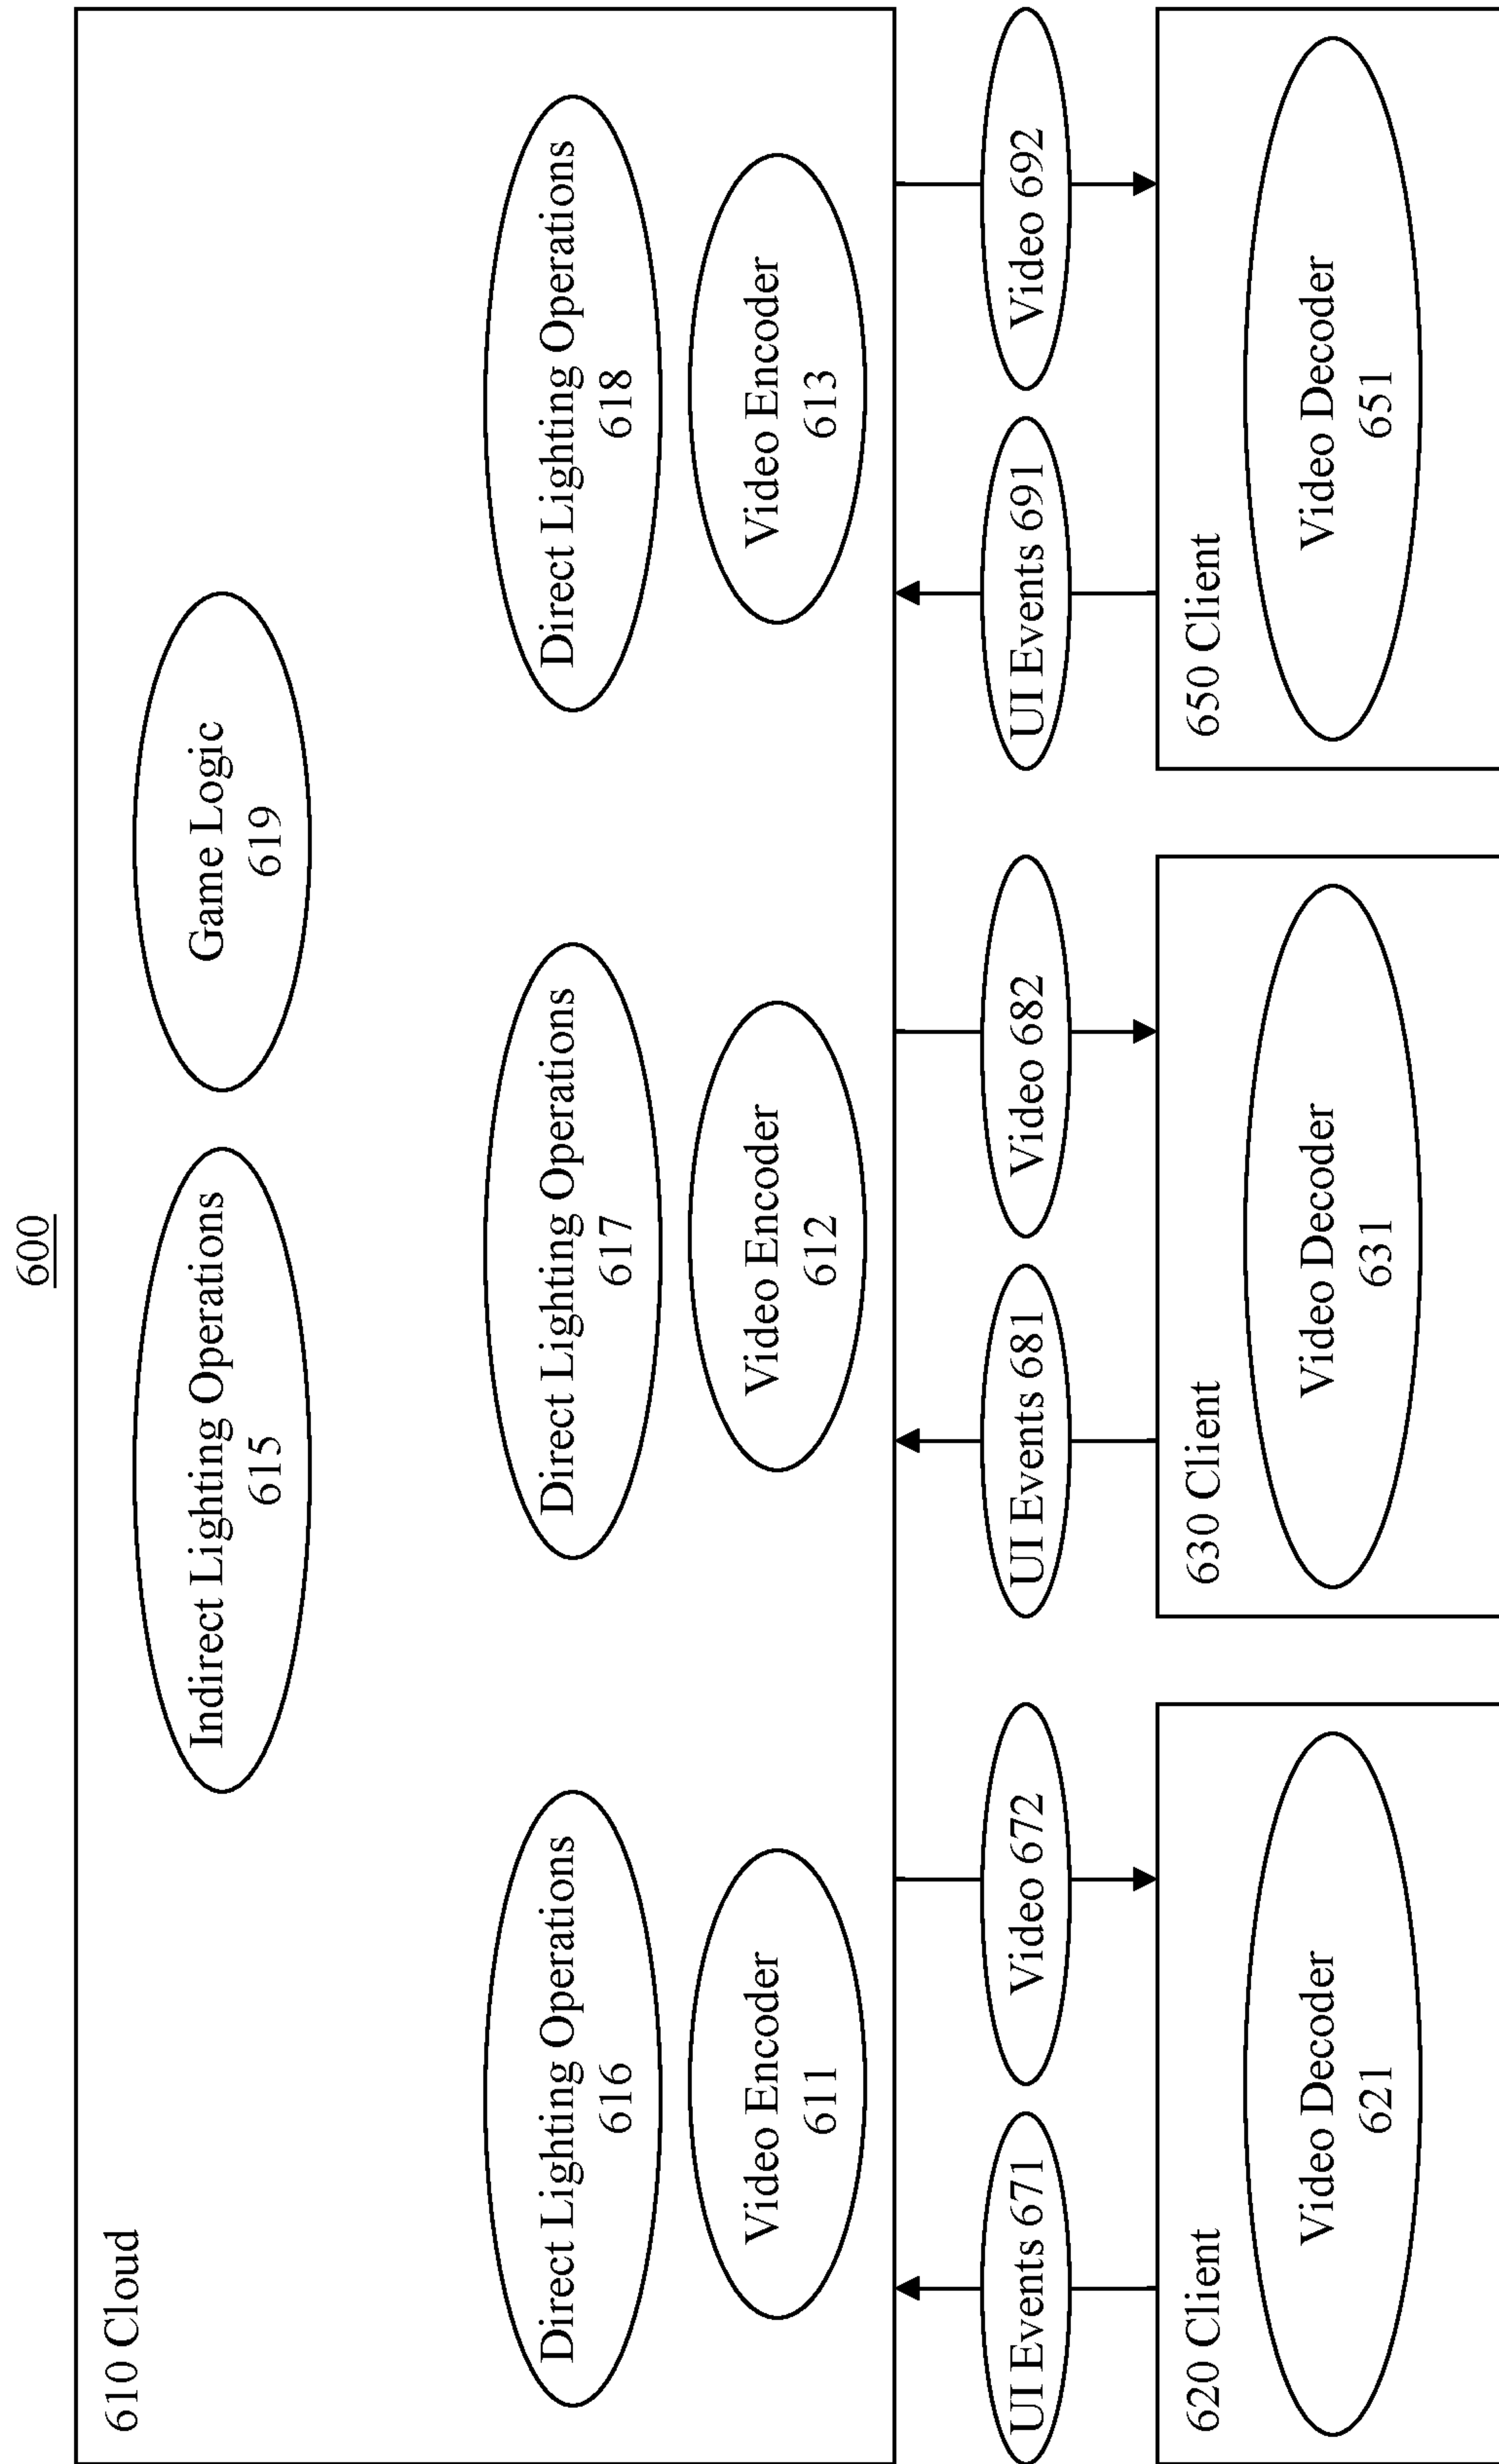 600
610 Cloud
Indirect Lighting Operations
615
Game Logic
619
Direct Lighting Operations
616
Direct Lighting Operations
617
Direct Lighting Operations
618
Video Encoder
611
Video Encoder
612
Video Encoder
613
UI Events 671
Video 672
UI Events 681
Video 682
UI Events 691
Video 692
620 Client
630 Client
650 Client
Video Decoder
621
Video Decoder
631
Video Decoder
651